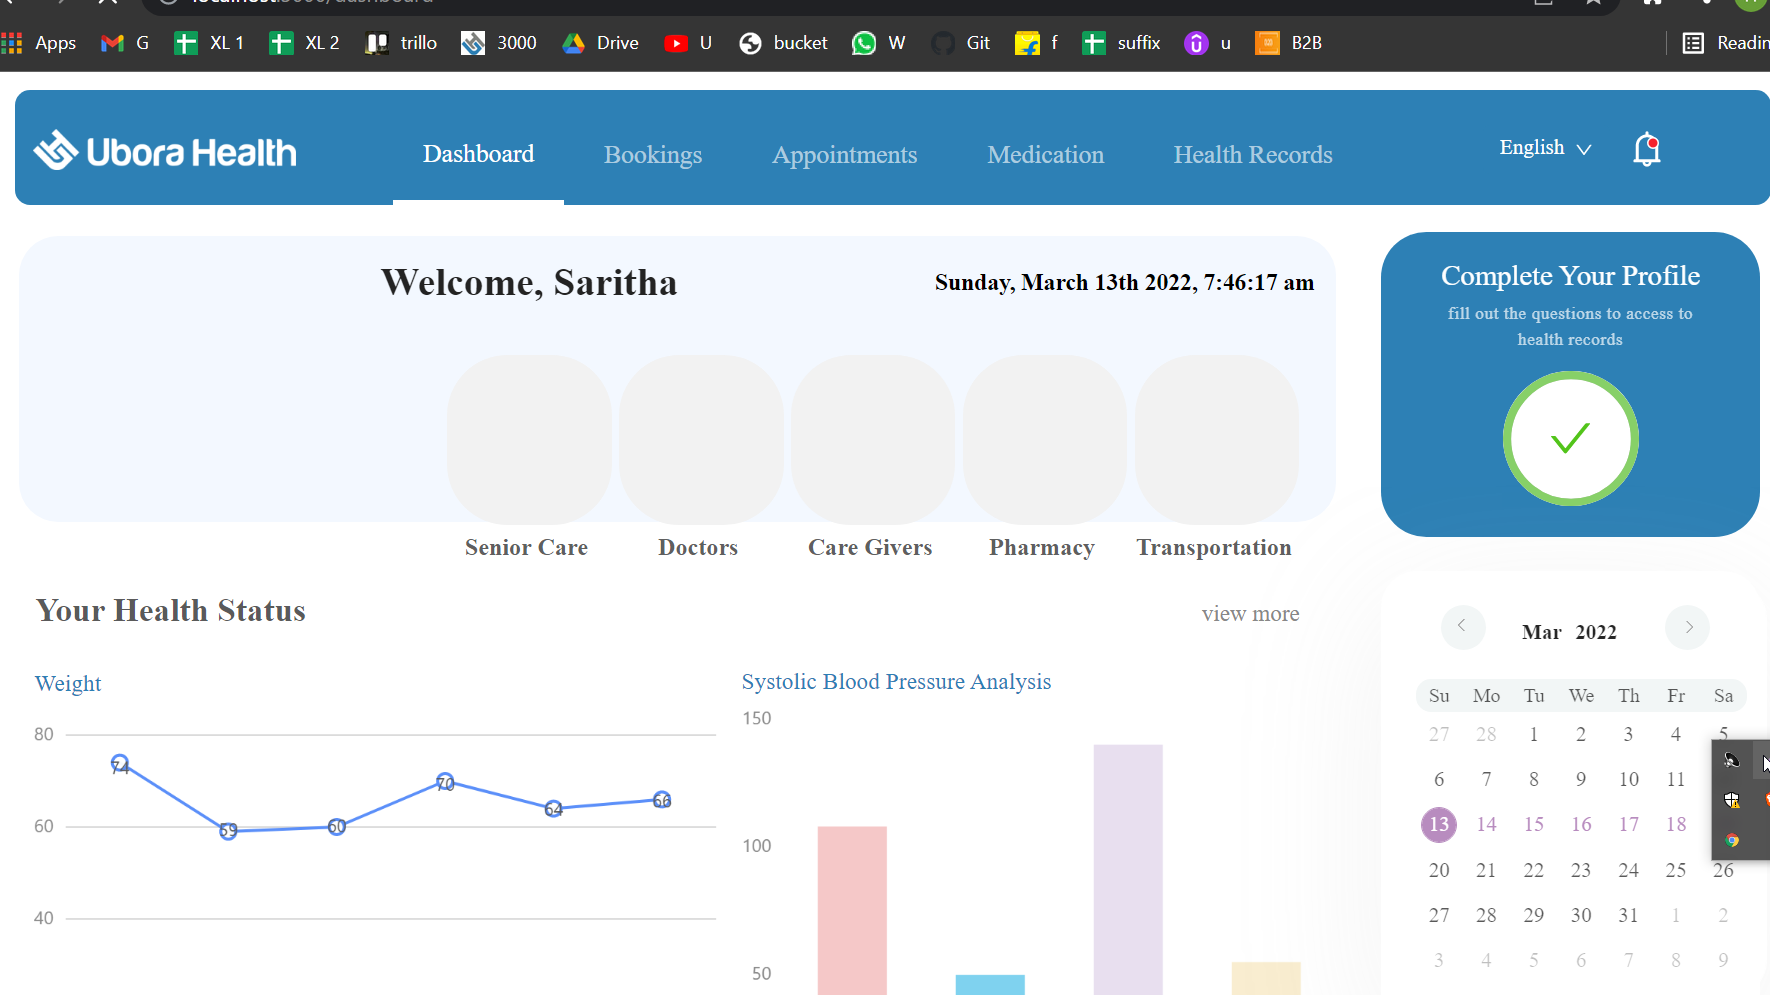 localhost:3000/dashboard
Apps G XL 1 XL 2 trillo 3000 Drive U bucket W Git f suffix u B2B
Ubora Health Dashboard Bookings Appointments Medication Health Records English
Welcome, Saritha
Sunday, March 13th 2022, 7:46:17 am
Senior Care Doctors Care Givers Pharmacy Transportation
Complete Your Profile
fill out the questions to access to
health records
Your Health Status
view more
Weight
80
74
59
60
70
64
66
60
40
Systolic Blood Pressure Analysis
150
100
50
Mar 2022
Su Mo Tu We Th Fr Sa
27 28 1 2 3 4 5
6 7 8 9 10 11
13 14 15 16 17 18
20 21 22 23 24 25 26
27 28 29 30 31 1 2
3 4 5 6 7 8 9